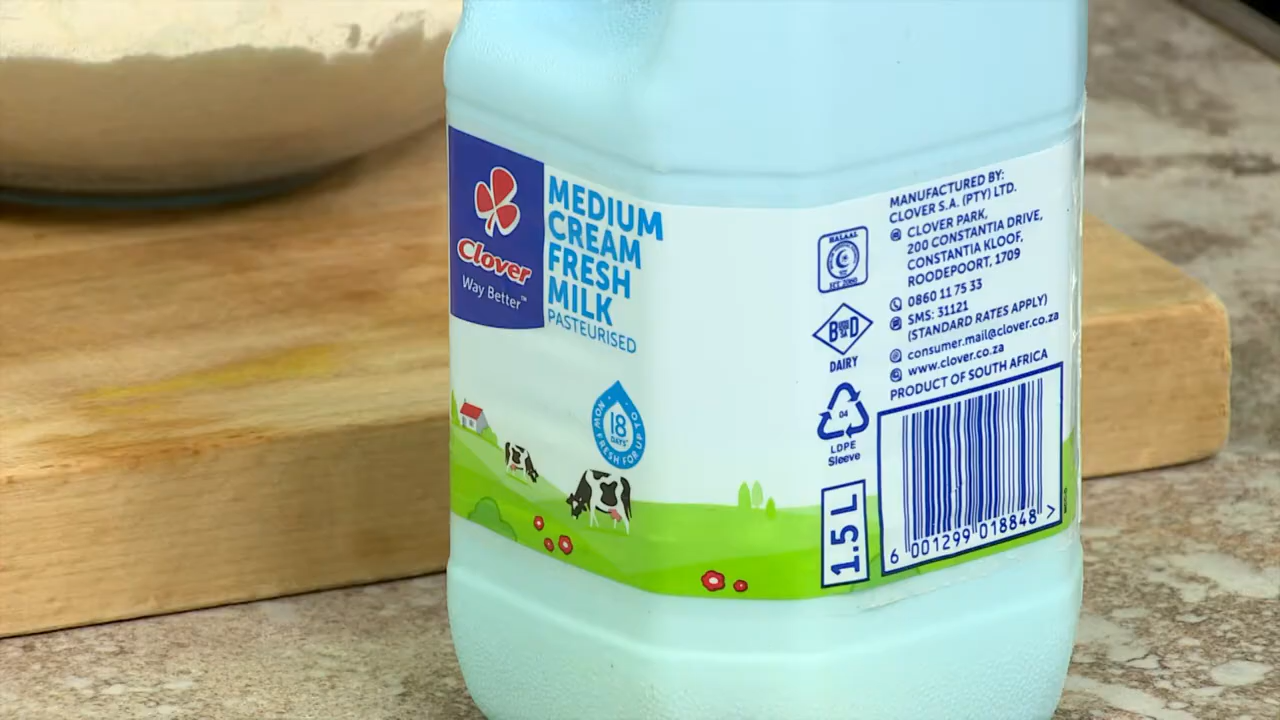 Clover
Way Better™
MEDIUM
CREAM
FRESH
MILK
PASTEURISED
18
DAYS
NOW FRESH FOR UP TO
HALAAL
DAIRY
04
LDPE
Sleeve
1.5 L
MANUFACTURED BY:
CLOVER S.A. (PTY) LTD.
CLOVER PARK,
200 CONSTANTIA DRIVE,
CONSTANTIA KLOOF,
ROODEPOORT, 1709
0860 11 75 33
SMS: 31121
(STANDARD RATES APPLY)
consumer.mail@clover.co.za
www.clover.co.za
PRODUCT OF SOUTH AFRICA
6 001299 018848 >